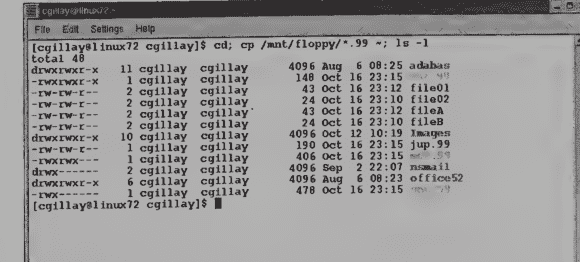 cgillay@linux72:~
File Edit Settings Help
[cgillay@linux72 cgillay]$ cd; cp /mnt/floppy/*.99 ~; ls -l
total 48
drwxrwxr-x 11 cgillay cgillay 4096 Aug 6 08:25 adabas
-rwxrwxr-x 1 cgillay cgillay 148 Oct 16 23:15
-rw-rw-r-- 2 cgillay cgillay 43 Oct 16 23:12 file01
-rw-rw-r-- 2 cgillay cgillay 24 Oct 16 23:10 file02
-rw-rw-r-- 2 cgillay cgillay 43 Oct 16 23:12 fileA
-rw-rw-r-- 2 cgillay cgillay 24 Oct 16 23:10 fileB
drwxrwxr-x 10 cgillay cgillay 4096 Oct 12 10:19 Images
-rw-rw-r-- 1 cgillay cgillay 190 Oct 16 23:15 jup.99
-rwxrwx--- 1 cgillay cgillay 406 Oct 16 23:15
drwx------ 2 cgillay cgillay 4096 Sep 2 22:07 nsmail
drwxrwxr-x 6 cgillay cgillay 4096 Aug 6 08:23 office52
-rwx------ 1 cgillay cgillay 478 Oct 16 23:15
[cgillay@linux72 cgillay]$